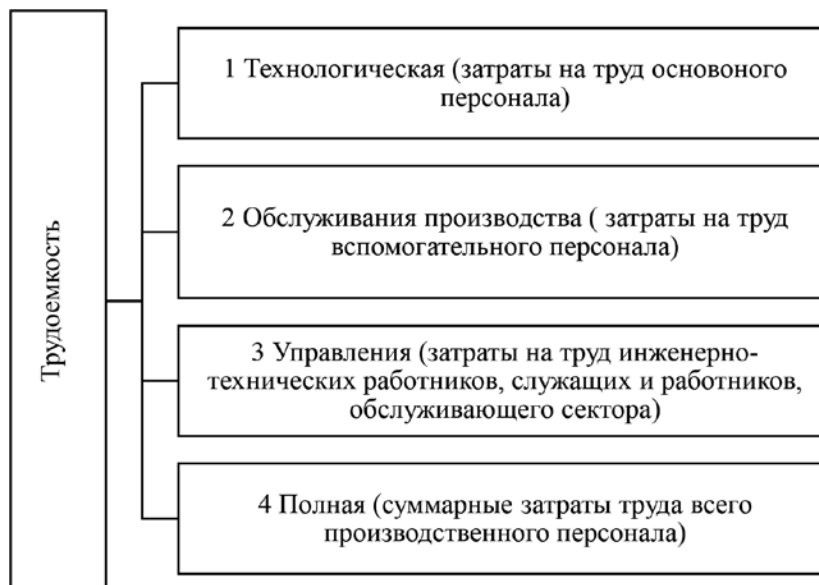 Трудоемкость
1 Технологическая (затраты на труд основоного
персонала)
2 Обслуживания производства ( затраты на труд
вспомогательного персонала)
3 Управления (затраты на труд инженерно-
технических работников, служащих и работников,
обслуживающего сектора)
4 Полная (суммарные затраты труда всего
производственного персонала)